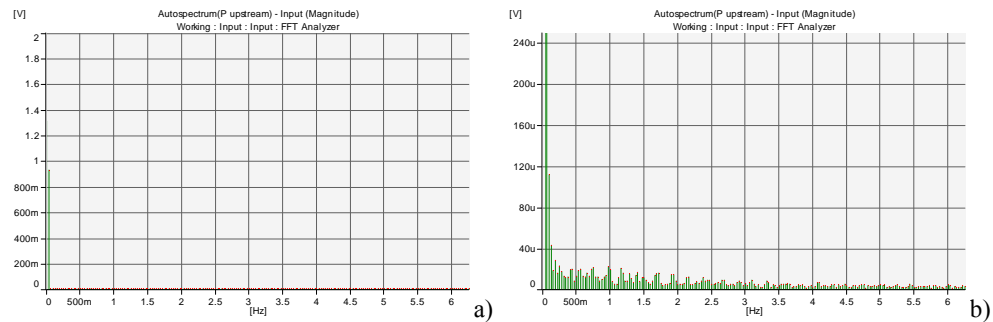 [V]
Autospectrum(P upstream) - Input (Magnitude)
Working : Input : Input : FFT Analyzer
2
1.8
1.6
1.4
1.2
1
800m
600m
400m
200m
0
0 500m 1 1.5 2 2.5 3 3.5 4 4.5 5 5.5 6
[Hz]
a)
[V]
Autospectrum(P upstream) - Input (Magnitude)
Working : Input : Input : FFT Analyzer
240u
200u
160u
120u
80u
40u
0
0 500m 1 1.5 2 2.5 3 3.5 4 4.5 5 5.5 6
[Hz]
b)